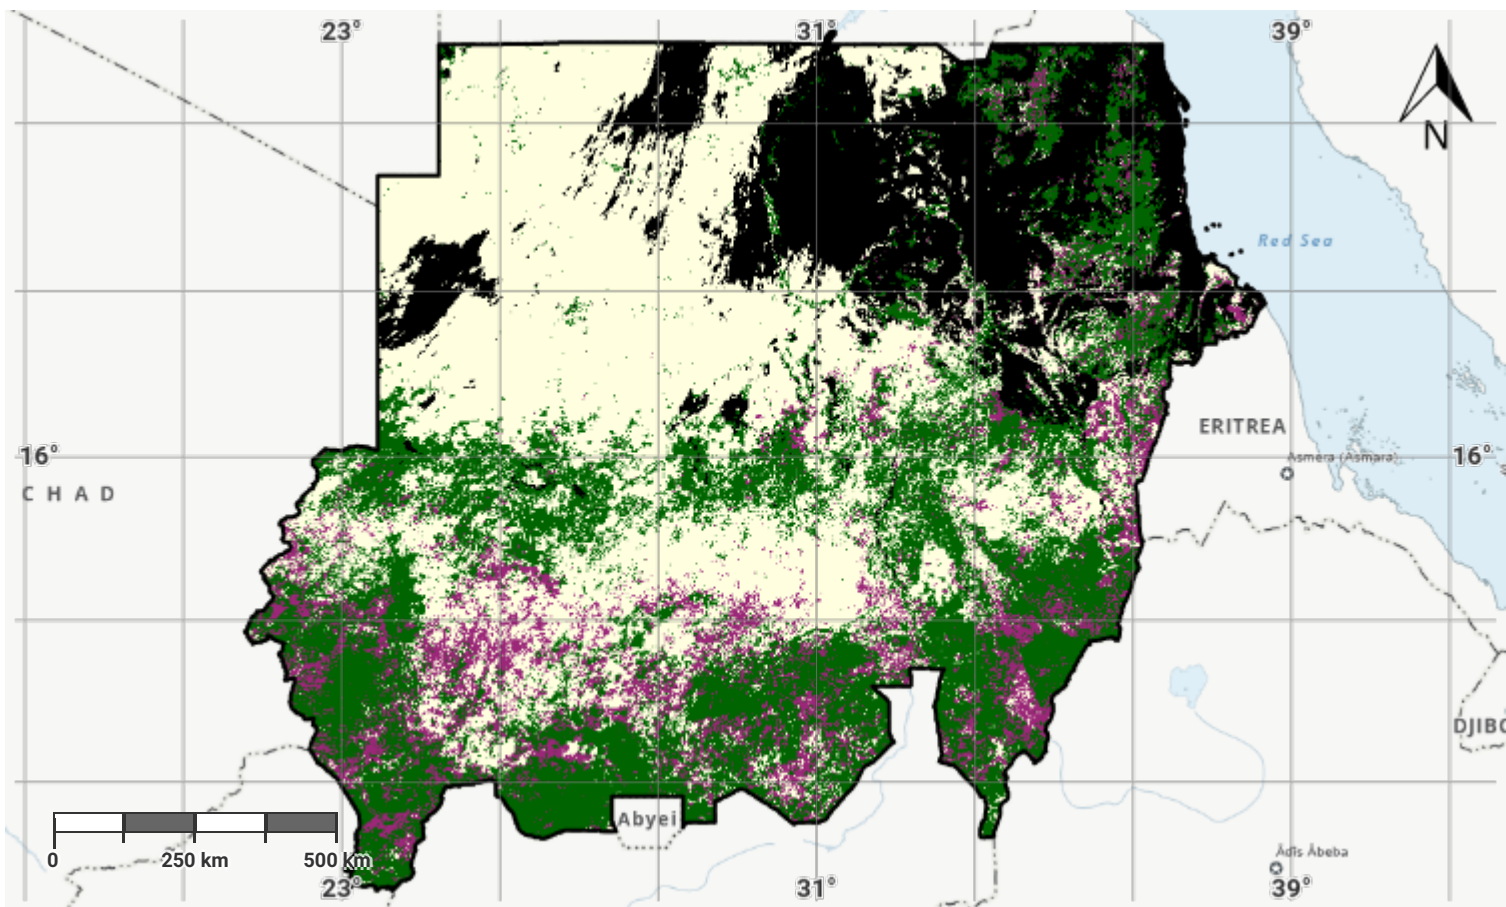 23° 31° 39°
N
Red Sea
ERITREA
16° 16°
Asmera (Asmara)
CHAD
DJIBO
Abyei
0 250 km 500 km
Ādīs Ābeba
23° 31° 39°